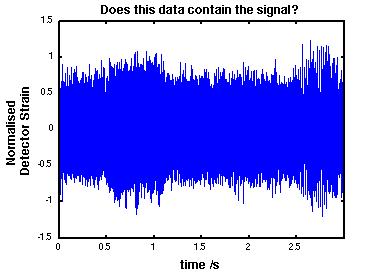 Does this data contain the signal?
1.5
1
0.5
0
-0.5
-1
-1.5
Normalised
Detector Strain
0 0.5 1 1.5 2 2.5
time /s